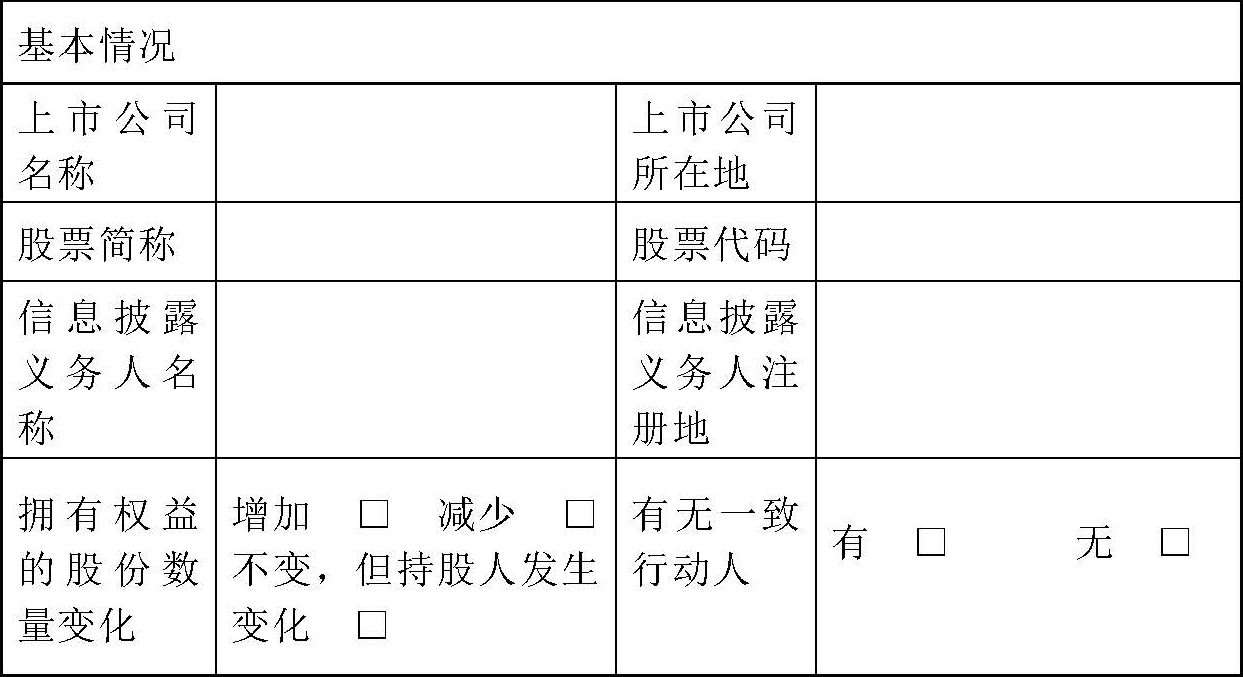 基本情况
上市公司
名称
上市公司
所在地
股票简称
股票代码
信息披露
义务人名
称
信息披露
义务人注
册地
拥有权益
的股份数
量变化
增加 □ 减少 □
不变，但持股人发生
变化 □
有无一致
行动人
有 □ 无 □